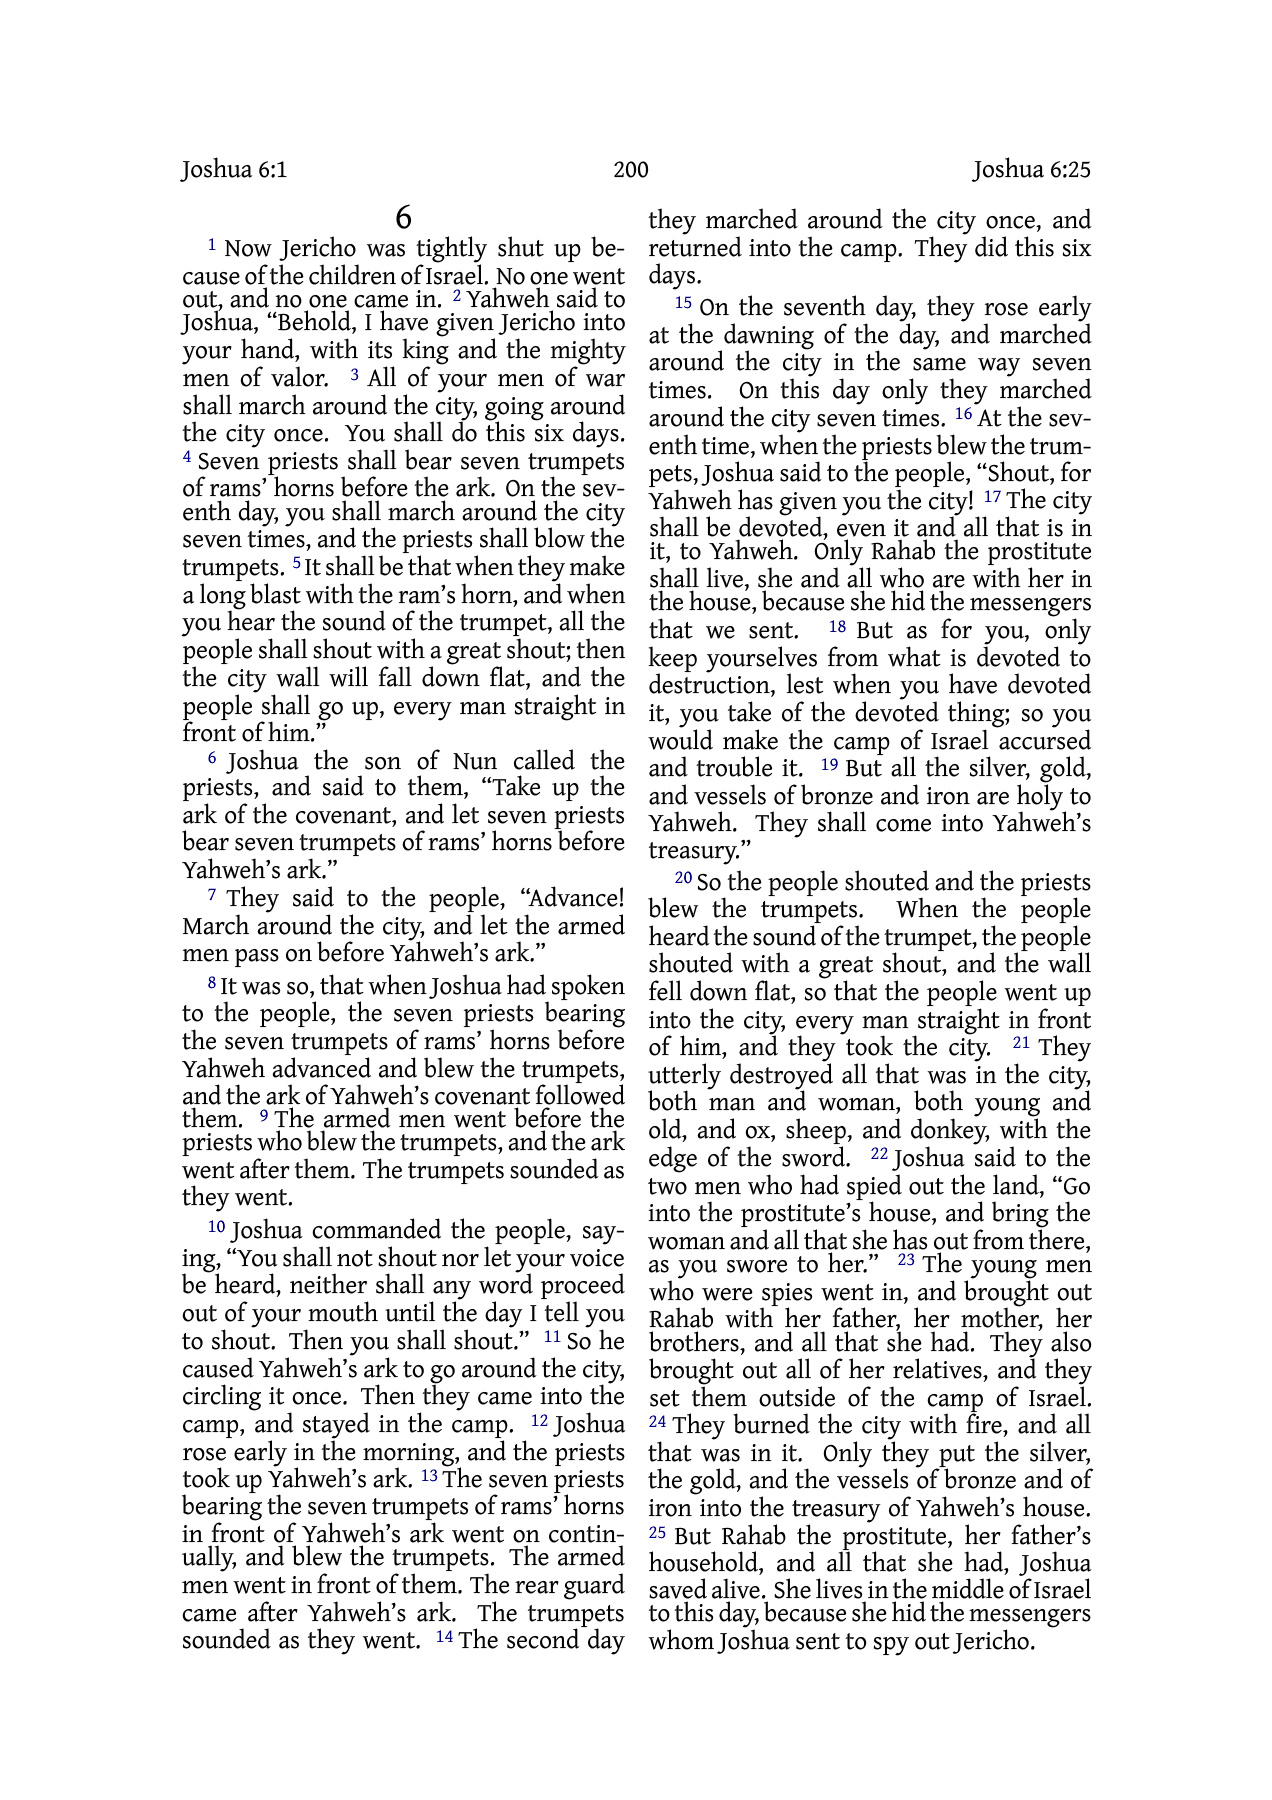 Joshua 6:1 200 Joshua 6:25
6
1 Now Jericho was tightly shut up be-
cause of the children of Israel. No one went
out, and no one came in. 2 Yahweh said to
Joshua, “Behold, I have given Jericho into
your hand, with its king and the mighty
men of valor. 3 All of your men of war
shall march around the city, going around
the city once. You shall do this six days.
4 Seven priests shall bear seven trumpets
of rams’ horns before the ark. On the sev-
enth day, you shall march around the city
seven times, and the priests shall blow the
trumpets. 5 It shall be that when they make
a long blast with the ram’s horn, and when
you hear the sound of the trumpet, all the
people shall shout with a great shout; then
the city wall will fall down flat, and the
people shall go up, every man straight in
front of him.”
6 Joshua the son of Nun called the
priests, and said to them, “Take up the
ark of the covenant, and let seven priests
bear seven trumpets of rams’ horns before
Yahweh’s ark.”
7 They said to the people, “Advance!
March around the city, and let the armed
men pass on before Yahweh’s ark.”
8 It was so, that when Joshua had spoken
to the people, the seven priests bearing
the seven trumpets of rams’ horns before
Yahweh advanced and blew the trumpets,
and the ark of Yahweh’s covenant followed
them. 9 The armed men went before the
priests who blew the trumpets, and the ark
went after them. The trumpets sounded as
they went.
10 Joshua commanded the people, say-
ing, “You shall not shout nor let your voice
be heard, neither shall any word proceed
out of your mouth until the day I tell you
to shout. Then you shall shout.” 11 So he
caused Yahweh’s ark to go around the city,
circling it once. Then they came into the
camp, and stayed in the camp. 12 Joshua
rose early in the morning, and the priests
took up Yahweh’s ark. 13 The seven priests
bearing the seven trumpets of rams’ horns
in front of Yahweh’s ark went on contin-
ually, and blew the trumpets. The armed
men went in front of them. The rear guard
came after Yahweh’s ark. The trumpets
sounded as they went. 14 The second day
they marched around the city once, and
returned into the camp. They did this six
days.
15 On the seventh day, they rose early
at the dawning of the day, and marched
around the city in the same way seven
times. On this day only they marched
around the city seven times. 16 At the sev-
enth time, when the priests blew the trum-
pets, Joshua said to the people, “Shout, for
Yahweh has given you the city! 17 The city
shall be devoted, even it and all that is in
it, to Yahweh. Only Rahab the prostitute
shall live, she and all who are with her in
the house, because she hid the messengers
that we sent. 18 But as for you, only
keep yourselves from what is devoted to
destruction, lest when you have devoted
it, you take of the devoted thing; so you
would make the camp of Israel accursed
and trouble it. 19 But all the silver, gold,
and vessels of bronze and iron are holy to
Yahweh. They shall come into Yahweh’s
treasury.”
20 So the people shouted and the priests
blew the trumpets. When the people
heard the sound of the trumpet, the people
shouted with a great shout, and the wall
fell down flat, so that the people went up
into the city, every man straight in front
of him, and they took the city. 21 They
utterly destroyed all that was in the city,
both man and woman, both young and
old, and ox, sheep, and donkey, with the
edge of the sword. 22 Joshua said to the
two men who had spied out the land, “Go
into the prostitute’s house, and bring the
woman and all that she has out from there,
as you swore to her.” 23 The young men
who were spies went in, and brought out
Rahab with her father, her mother, her
brothers, and all that she had. They also
brought out all of her relatives, and they
set them outside of the camp of Israel.
24 They burned the city with fire, and all
that was in it. Only they put the silver,
the gold, and the vessels of bronze and of
iron into the treasury of Yahweh’s house.
25 But Rahab the prostitute, her father’s
household, and all that she had, Joshua
saved alive. She lives in the middle of Israel
to this day, because she hid the messengers
whom Joshua sent to spy out Jericho.